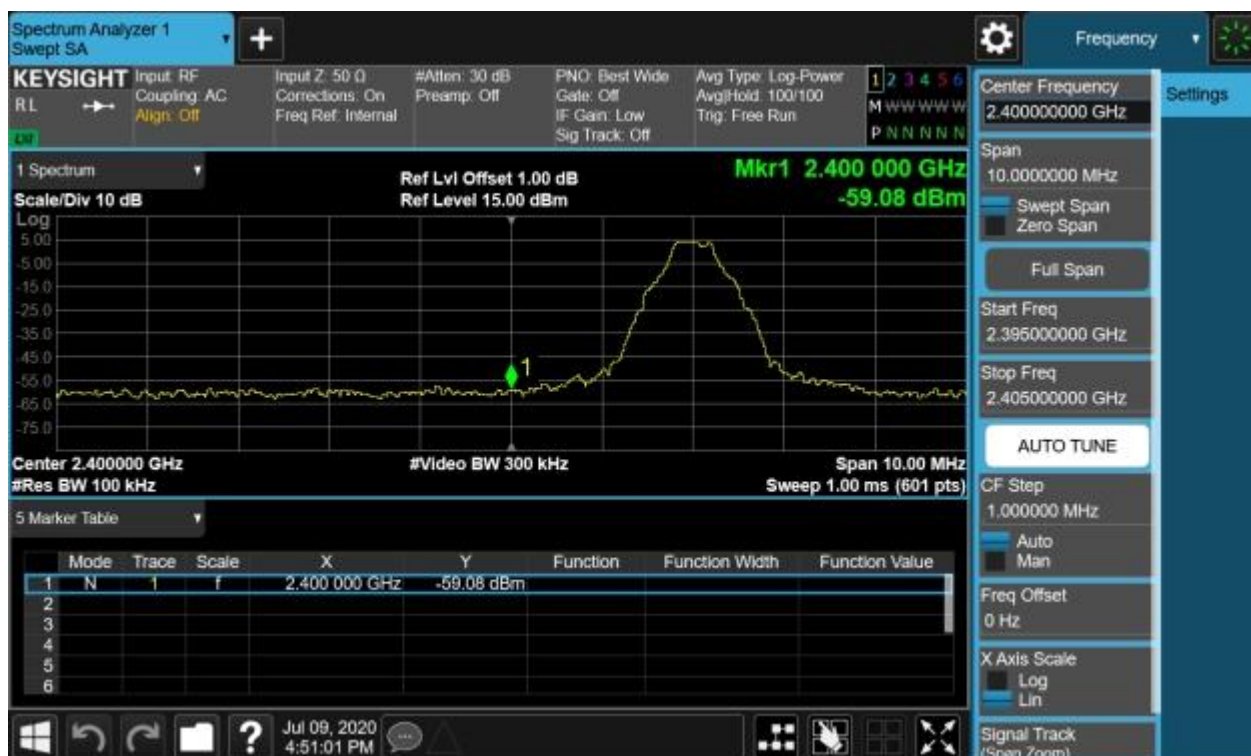 Spectrum Analyzer 1
Swept SA
Frequency
KEYSIGHT
RL
Input: RF
Coupling: AC
Align: Off
Input Z: 50 Ω
Corrections: On
Freq Ref: Internal
#Atten: 30 dB
Preamp: Off
PNO: Best Wide
Gate: Off
IF Gain: Low
Sig Track: Off
Avg Type: Log-Power
Avg|Hold: 100/100
Trig: Free Run
1 2 3 4 5 6
M W W W W W
P N N N N N
1 Spectrum
Scale/Div 10 dB
Ref Lvl Offset 1.00 dB
Ref Level 15.00 dBm
Mkr1 2.400 000 GHz
-59.08 dBm
Log
5.00
-5.00
-15.0
-25.0
-35.0
-45.0
-55.0
-65.0
-75.0
1
Center 2.400000 GHz
#Res BW 100 kHz
#Video BW 300 kHz
Span 10.00 MHz
Sweep 1.00 ms (601 pts)
5 Marker Table
Mode Trace Scale X Y Function Function Width Function Value
1 N 1 f 2.400 000 GHz -59.08 dBm
2
3
4
5
6
Jul 09, 2020
4:51:01 PM
Center Frequency
2.400000000 GHz
Settings
Span
10.0000000 MHz
Swept Span
Zero Span
Full Span
Start Freq
2.395000000 GHz
Stop Freq
2.405000000 GHz
AUTO TUNE
CF Step
1.000000 MHz
Auto
Man
Freq Offset
0 Hz
X Axis Scale
Log
Lin
Signal Track
(Span Zoom)